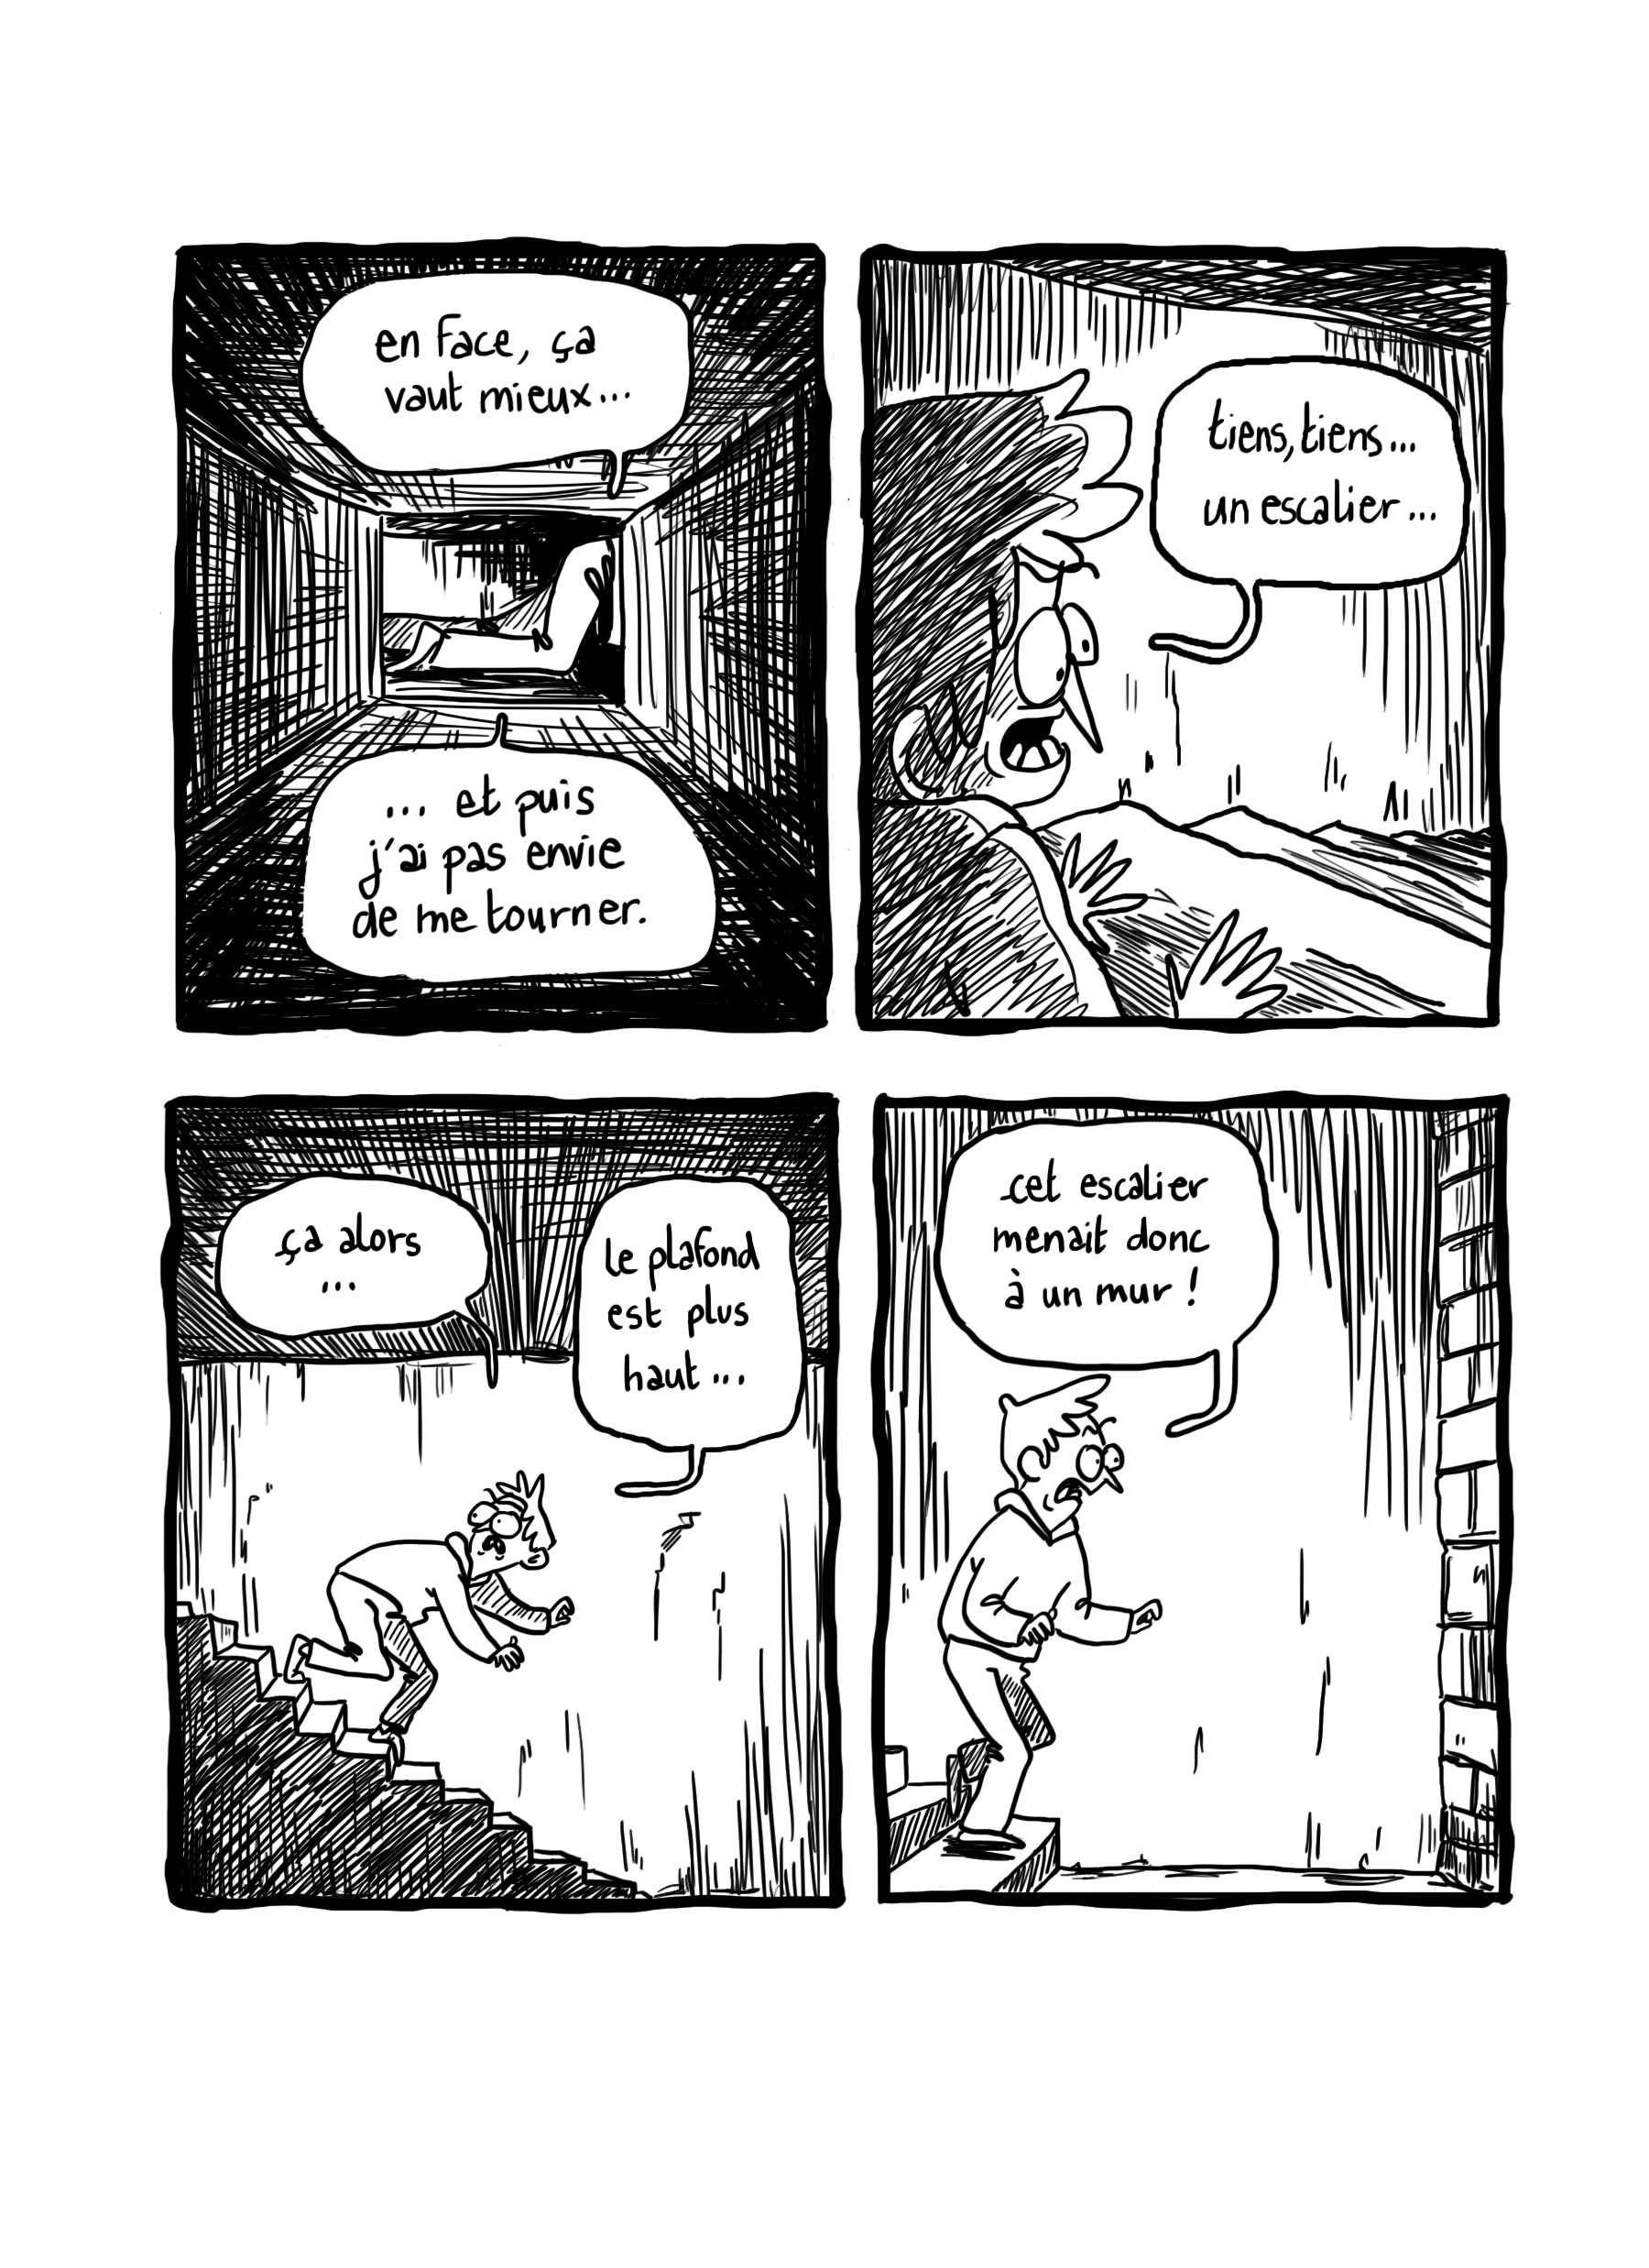 en face, ça
vaut mieux...
... et puis
j'ai pas envie
de me tourner.
tiens, tiens...
un escalier...
ça alors
...
le plafond
est plus
haut...
cet escalier
menait donc
à un mur !